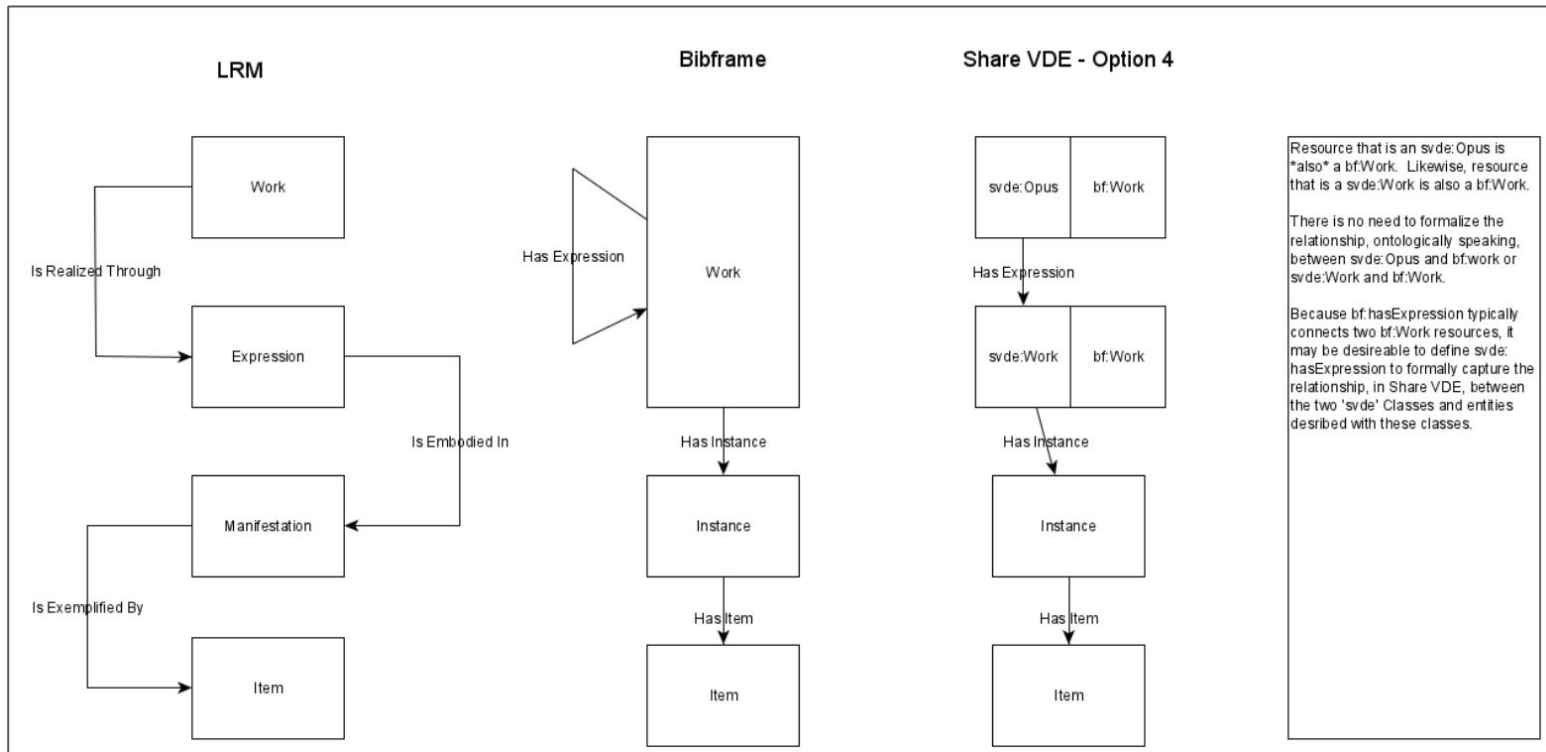 LRM
Work
Is Realized Through
Expression
Is Embodied In
Manifestation
Is Exemplified By
Item
Bibframe
Has Expression
Work
Has Instance
Instance
Has Item
Item
Share VDE - Option 4
svde:Opus
bf:Work
Has Expression
svde:Work
bf:Work
Has Instance
Instance
Has Item
Item
Resource that is an svde:Opus is
*also* a bf:Work. Likewise, resource
that is a svde:Work is also a bf:Work.
There is no need to formalize the
relationship, ontologically speaking,
between svde:Opus and bf:work or
svde:Work and bf:Work.
Because bf:hasExpression typically
connects two bf:Work resources, it
may be desireable to define svde:
hasExpression to formally capture the
relationship, in Share VDE, between
the two 'svde' Classes and entities
desribed with these classes.